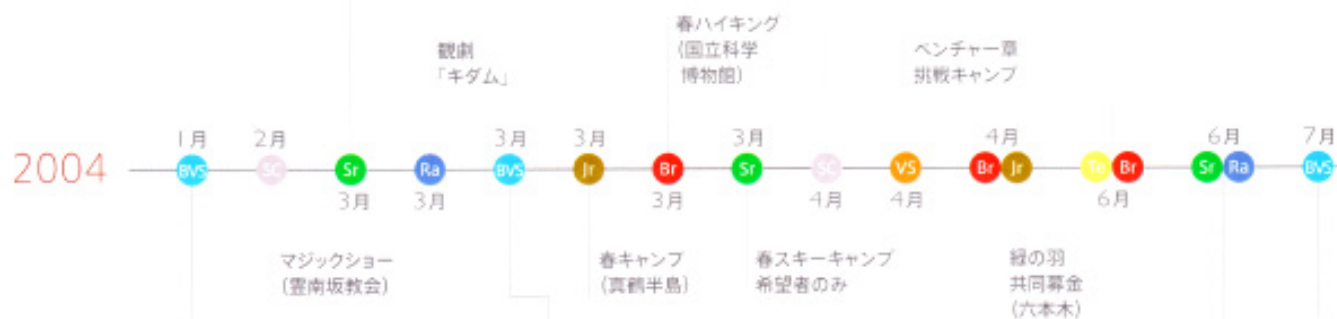 春ハイキング
(国立科学
博物館)
観劇
「キダム」
ベンチャー章
挑戦キャンプ
1月
2月
3月
3月
3月
4月
6月
7月
2004
BVS
SC
Sr
Ra
BVS
Jr
Br
Sr
SC
VS
Br
Jr
Te
Br
Sr
Ra
BVS
3月
3月
3月
4月
4月
6月
マジックショー
(霊南坂教会)
春キャンプ
(真鶴半島)
春スキーキャンプ
希望者のみ
緑の羽
共同募金
(六本木)